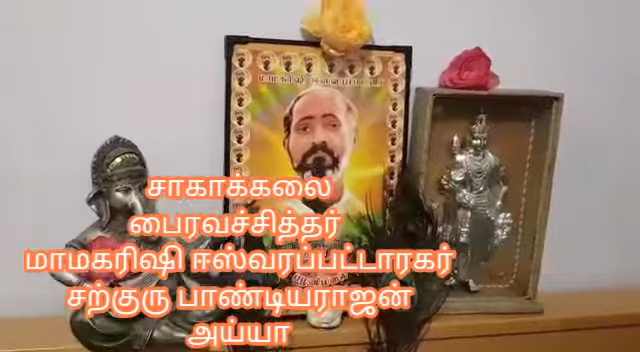 சாகாக்கலை
பைரவச்சித்தர்
மாமகரிஷி ஈஸ்வரப்பட்டாரகர்
சற்குரு பாண்டியராஜன்
அய்யா